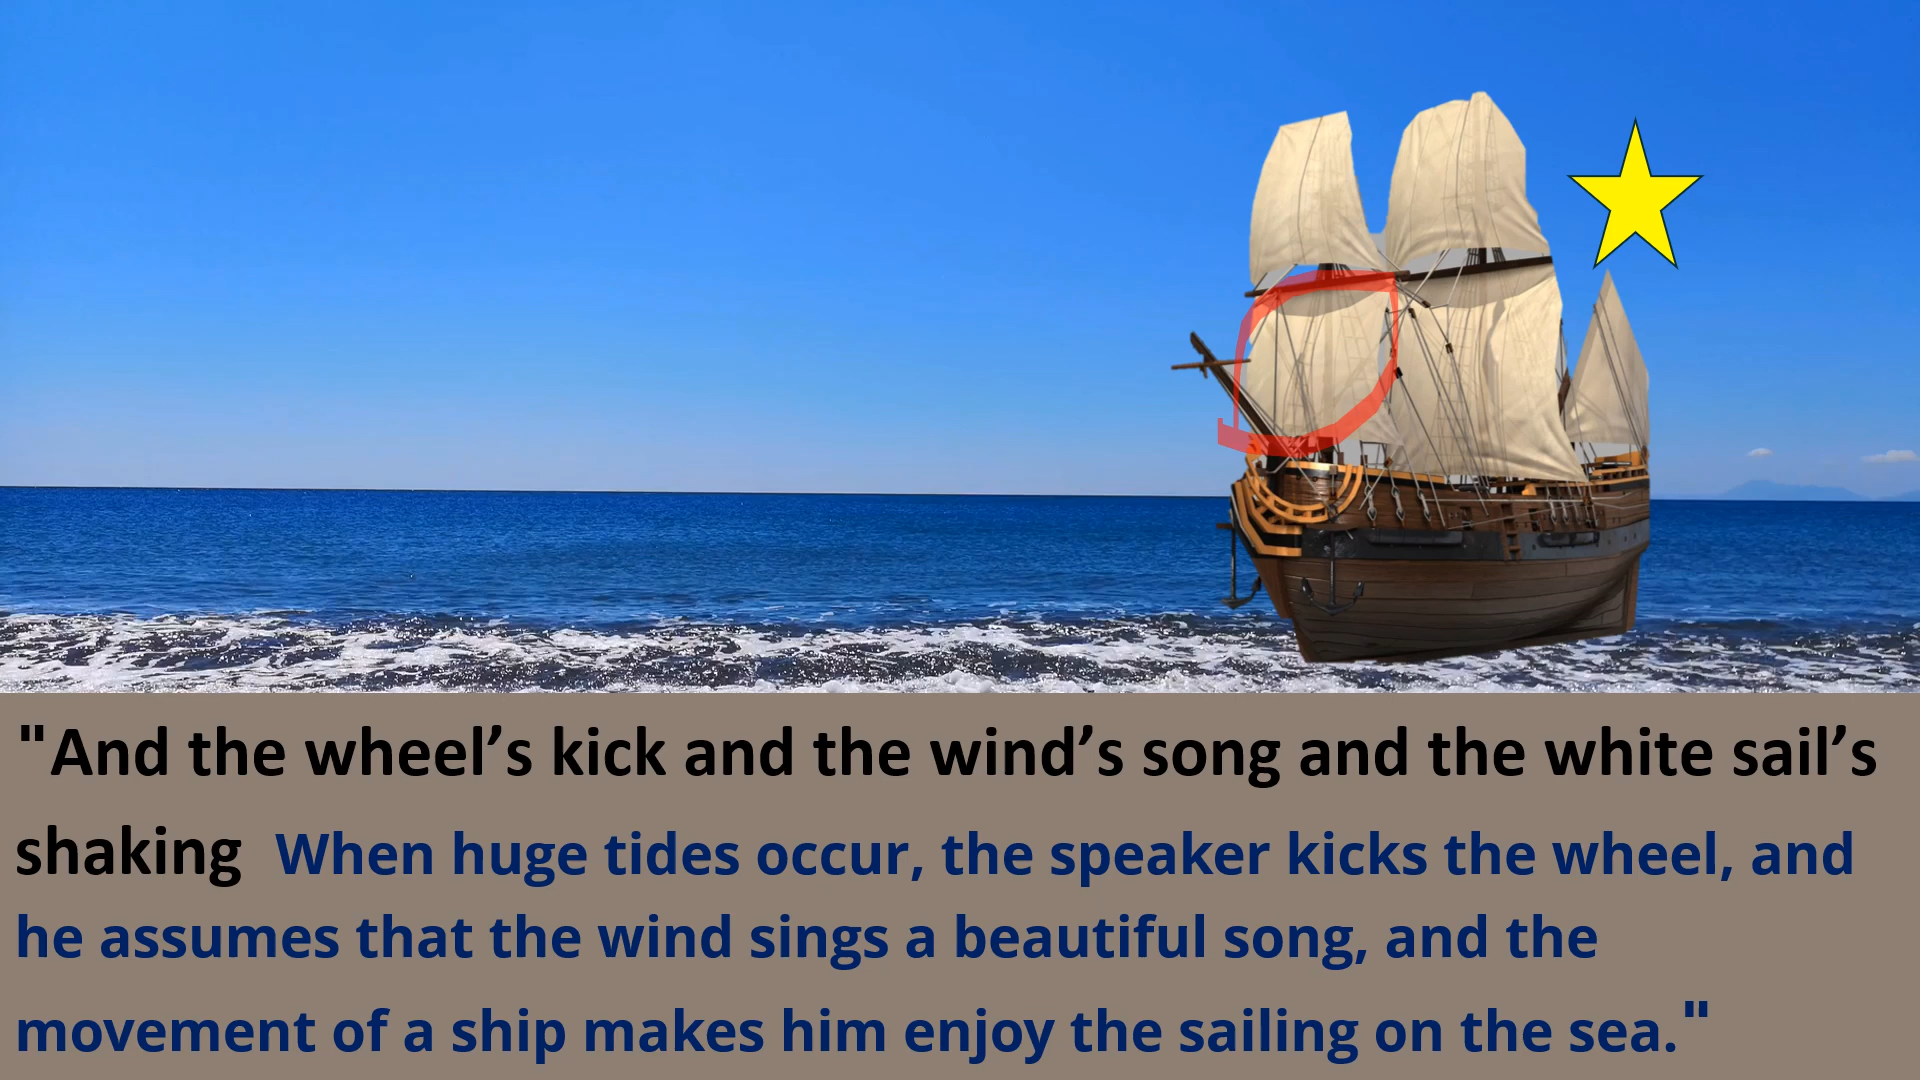 "And the wheel’s kick and the wind’s song and the white sail’s
shaking When huge tides occur, the speaker kicks the wheel, and
he assumes that the wind sings a beautiful song, and the
movement of a ship makes him enjoy the sailing on the sea."